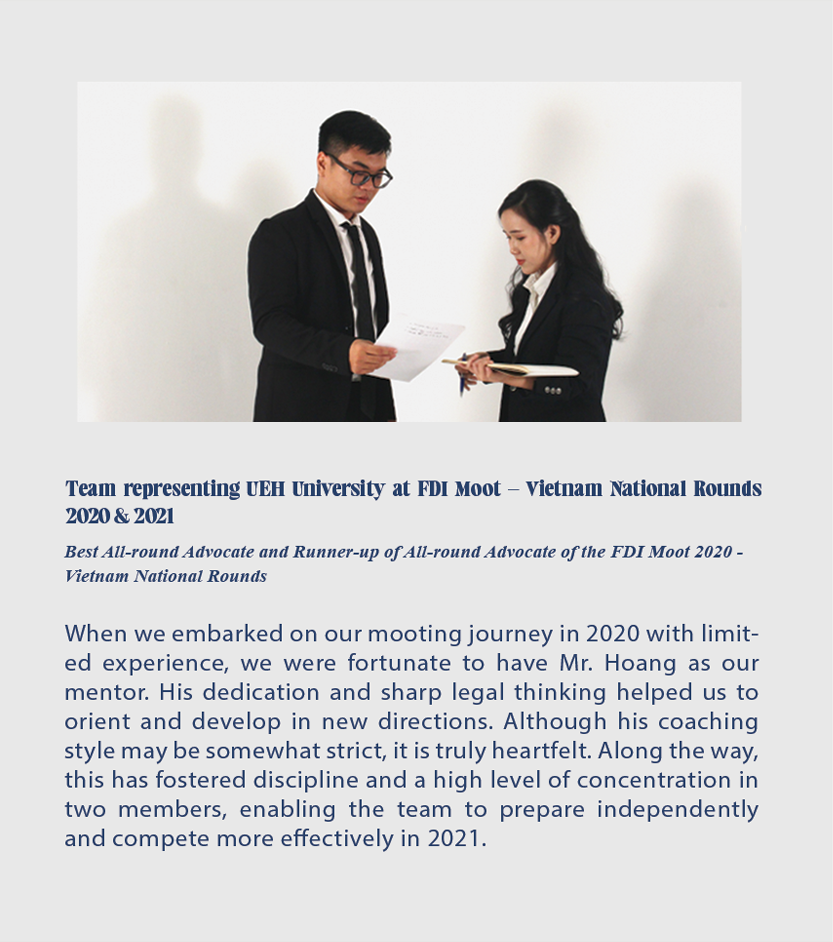 Team representing UEH University at FDI Moot – Vietnam National Rounds
2020 & 2021
Best All-round Advocate and Runner-up of All-round Advocate of the FDI Moot 2020 -
Vietnam National Rounds
When we embarked on our mooting journey in 2020 with limit-
ed experience, we were fortunate to have Mr. Hoang as our
mentor. His dedication and sharp legal thinking helped us to
orient and develop in new directions. Although his coaching
style may be somewhat strict, it is truly heartfelt. Along the way,
this has fostered discipline and a high level of concentration in
two members, enabling the team to prepare independently
and compete more effectively in 2021.